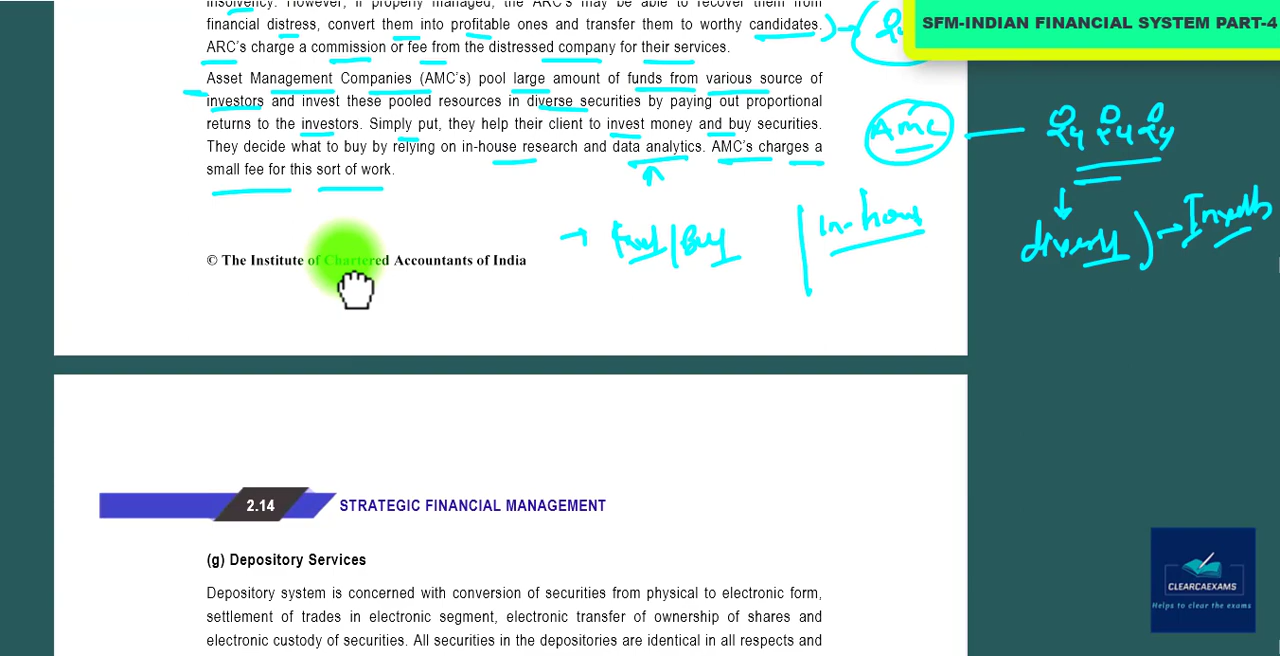 insolvency. However, if properly managed, the ARC's may be able to recover them from
financial distress, convert them into profitable ones and transfer them to worthy candidates.
ARC's charge a commission or fee from the distressed company for their services.
SFM-INDIAN FINANCIAL SYSTEM PART-4
Asset Management Companies (AMC's) pool large amount of funds from various source of
investors and invest these pooled resources in diverse securities by paying out proportional
returns to the investors. Simply put, they help their client to invest money and buy securities.
They decide what to buy by relying on in-house research and data analytics. AMC's charges a
small fee for this sort of work.
AMC
Buy
In-house
© The Institute of Chartered Accountants of India
2.14 STRATEGIC FINANCIAL MANAGEMENT
(g) Depository Services
Depository system is concerned with conversion of securities from physical to electronic form,
settlement of trades in electronic segment, electronic transfer of ownership of shares and
electronic custody of securities. All securities in the depositories are identical in all respects and
CLEARCAEXAMS
Helps to clear the exams